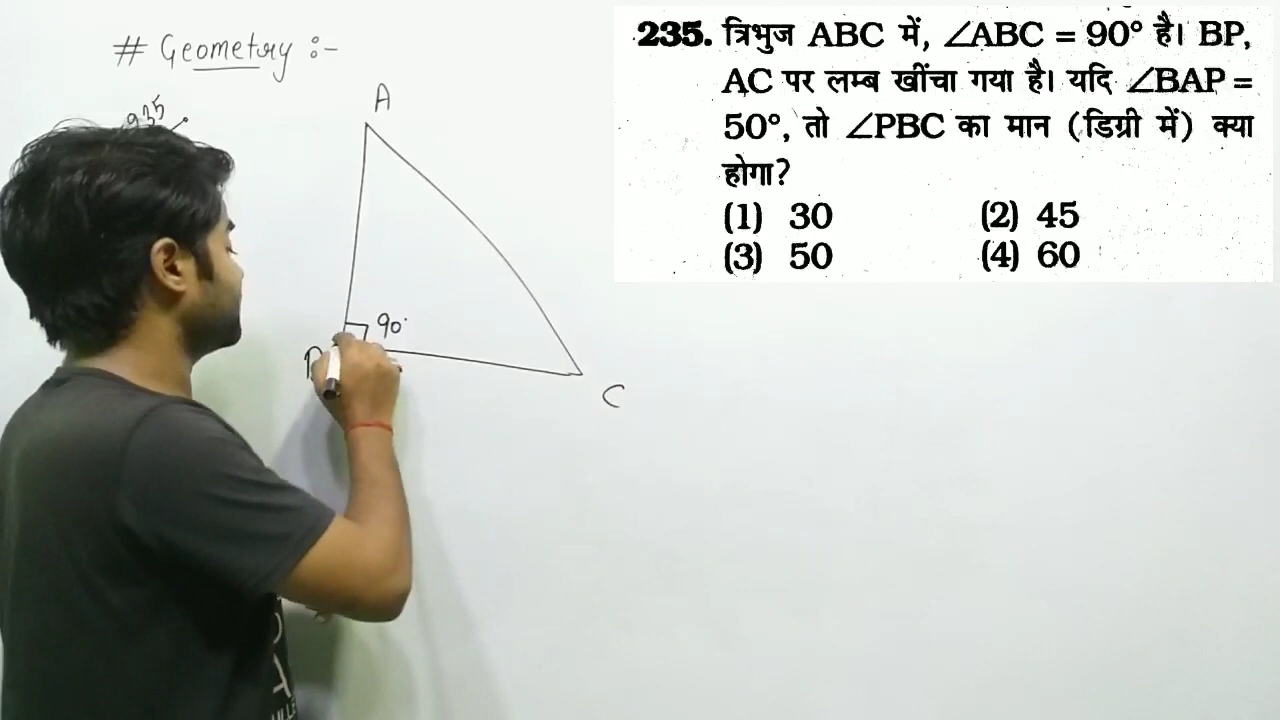 # Geometry :-
235
A
90°
C
235. त्रिभुज ABC में, ∠ABC = 90° है। BP,
AC पर लम्ब खींचा गया है। यदि ∠BAP =
50°, तो ∠PBC का मान (डिग्री में) क्या
होगा?
(1) 30 (2) 45
(3) 50 (4) 60